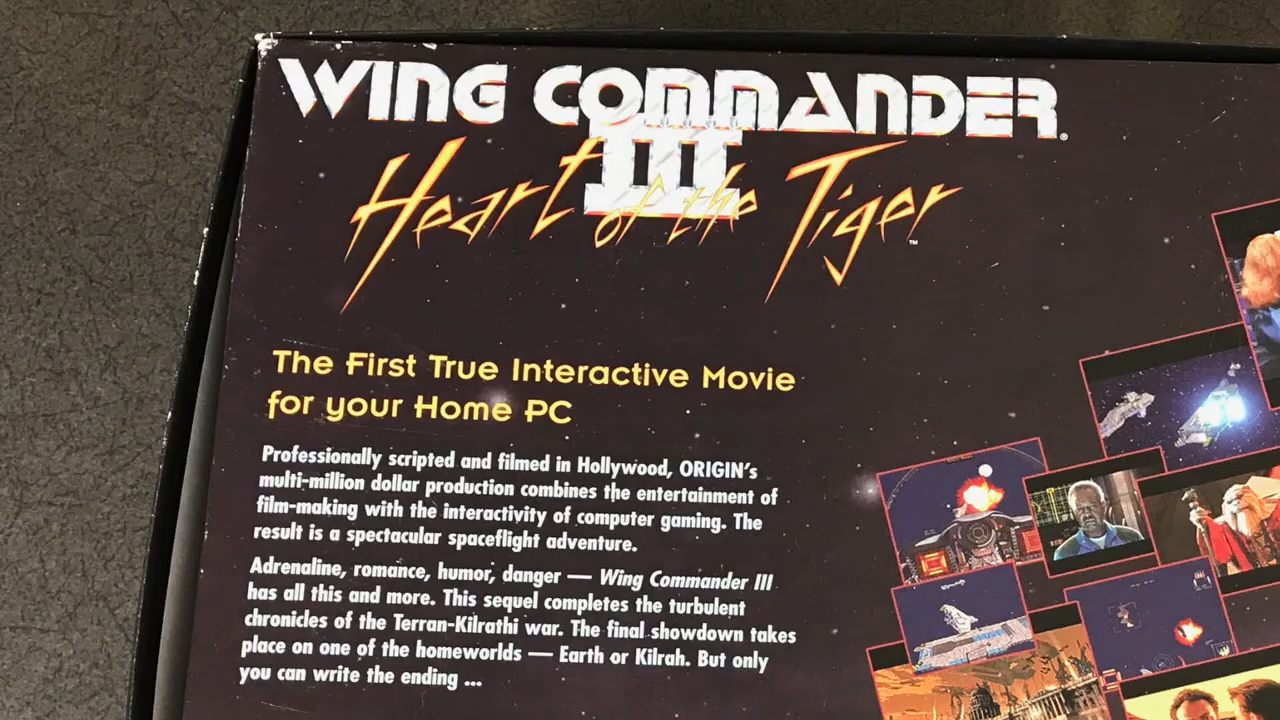 WING COMMANDER®
III
Heart of the Tiger™
The First True Interactive Movie
for your Home PC
Professionally scripted and filmed in Hollywood, ORIGIN's
multi-million dollar production combines the entertainment of
film-making with the interactivity of computer gaming. The
result is a spectacular spaceflight adventure.
Adrenaline, romance, humor, danger — Wing Commander III
has all this and more. This sequel completes the turbulent
chronicles of the Terran-Kilrathi war. The final showdown takes
place on one of the homeworlds — Earth or Kilrah. But only
you can write the ending ...